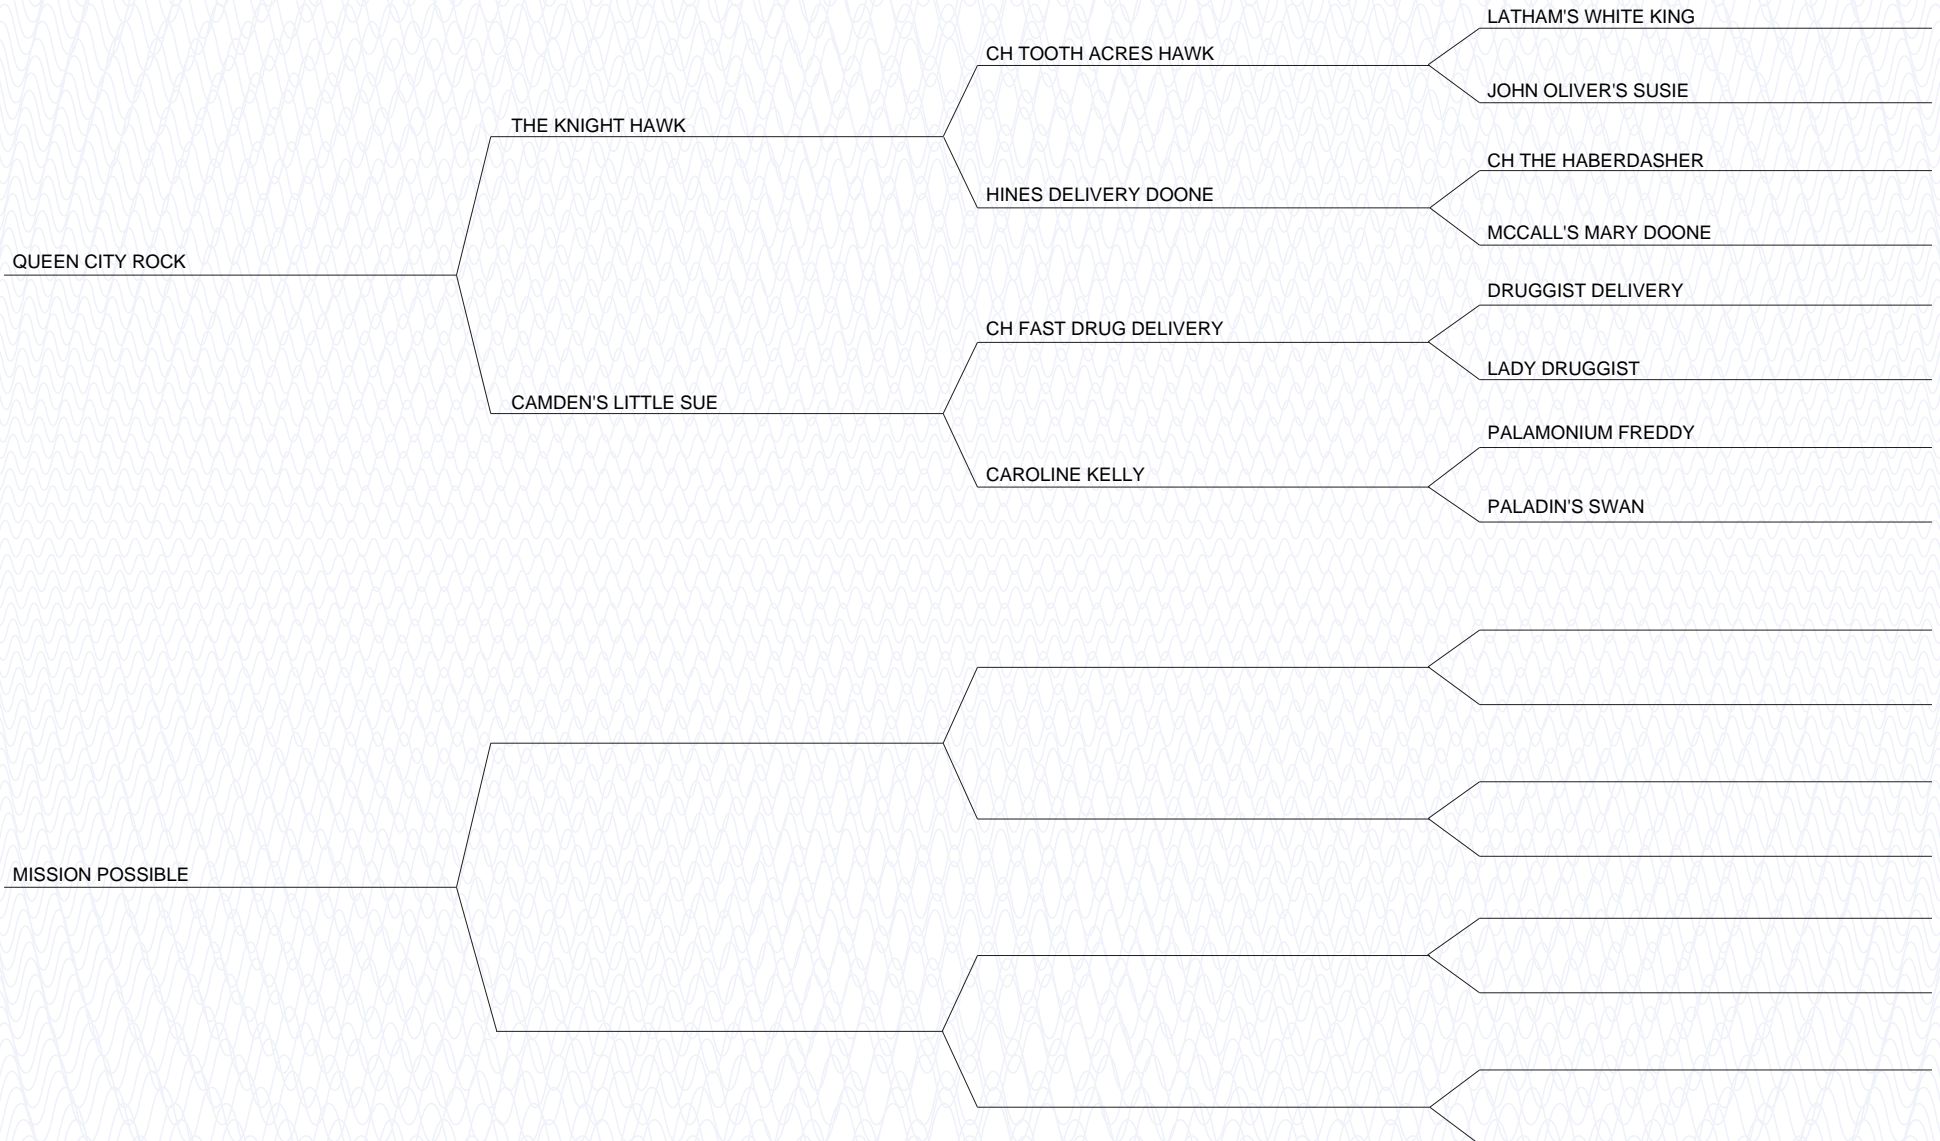 LATHAM'S WHITE KING
CH TOOTH ACRES HAWK
JOHN OLIVER'S SUSIE
THE KNIGHT HAWK
CH THE HABERDASHER
HINES DELIVERY DOONE
MCCALL'S MARY DOONE
QUEEN CITY ROCK
DRUGGIST DELIVERY
CH FAST DRUG DELIVERY
LADY DRUGGIST
CAMDEN'S LITTLE SUE
PALAMONIUM FREDDY
CAROLINE KELLY
PALADIN'S SWAN
MISSION POSSIBLE